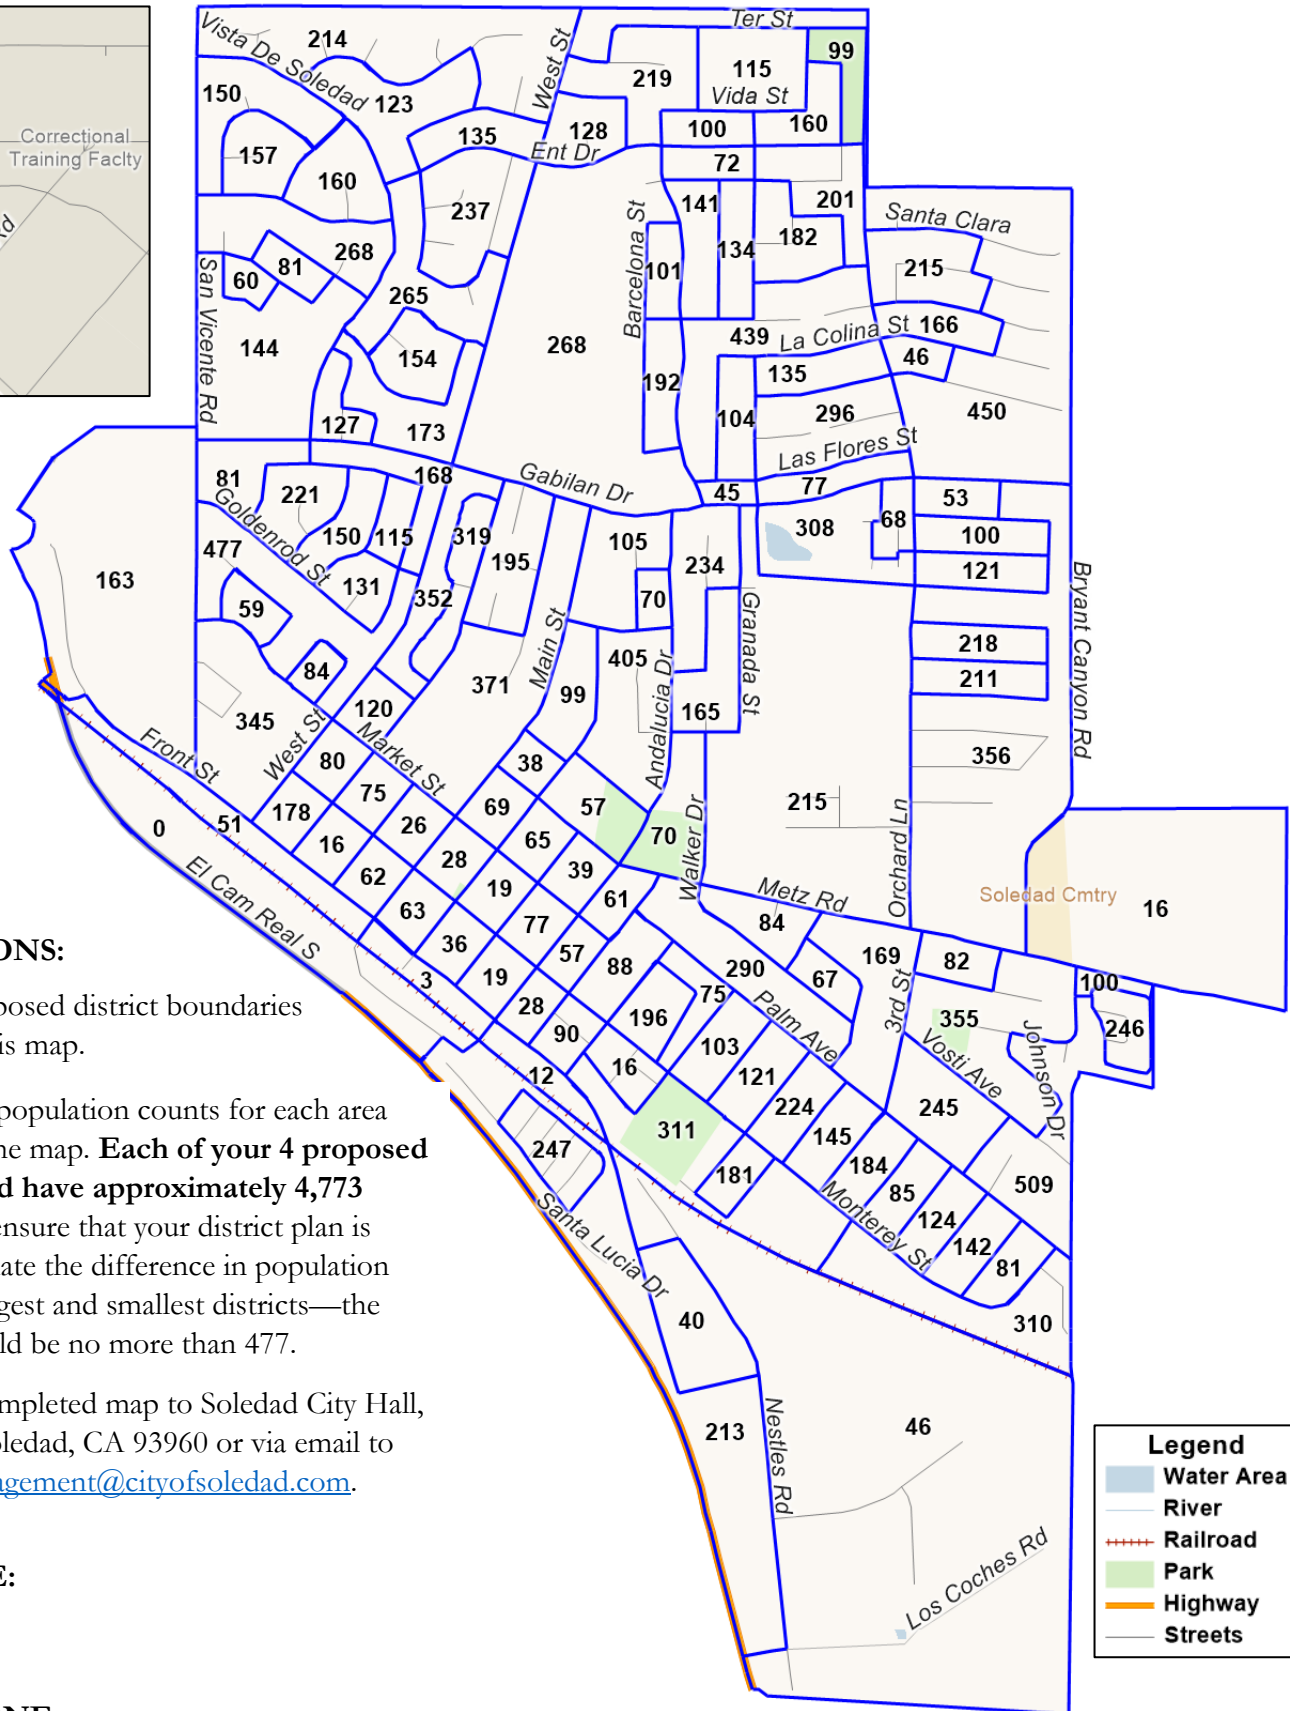 Correctional
Training Faclty
Rd
Ter St
Vista De Soledad
214
West St
99
219
115
150
123
Vida St
135
128
100
160
Ent Dr
157
72
160
141
201
237
Barcelona St
Santa Clara
182
134
268
81
101
215
60
San Vicente Rd
265
439
La Colina St
166
144
268
154
46
135
192
104
296
450
127
173
Las Flores St
81
168
Gabilan Dr
45
77
53
221
Goldenrod St
308
68
150
115
319
105
100
477
195
234
163
131
121
59
352
70
Granada St
Bryant Canyon Rd
218
405
84
371
Main St
211
99
Andalucia Dr
165
345
120
West St
Market St
356
Front St
80
38
75
69
57
215
178
51
26
65
70
Orchard Ln
0
16
28
39
Walker Dr
El Cam Real S
62
19
61
Metz Rd
Soledad Cmtry
16
63
77
84
36
57
169
82
88
290
67
3
19
75
3rd St
100
28
196
Palm Ave
355
246
90
103
Vosti Ave
Johnson Dr
16
12
121
224
245
247
311
145
181
184
509
85
Santa Lucia Dr
Monterey St
124
142
81
40
310
213
Nestles Rd
46
Los Coches Rd
ONS:
posed district boundaries
is map.
population counts for each area
he map. Each of your 4 proposed
d have approximately 4,773
ensure that your district plan is
ate the difference in population
gest and smallest districts—the
ld be no more than 477.
mpleted map to Soledad City Hall,
oledad, CA 93960 or via email to
agement@cityofsoledad.com.
E:
Legend
Water Area
River
Railroad
Park
Highway
Streets